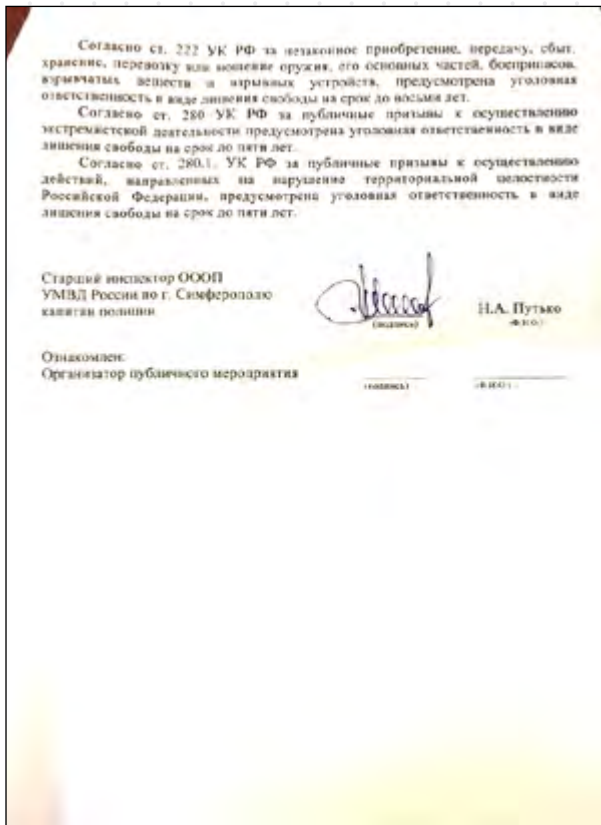 Согласно ст. 222 УК РФ за незаконное приобретение, передачу, сбыт,
хранение, перевозку или ношение оружия, его основных частей, боеприпасов,
взрывчатых веществ и взрывных устройств, предусмотрена уголовная
ответственность в виде лишения свободы на срок до восьми лет.
Согласно ст. 280 УК РФ за публичные призывы к осуществлению
экстремистской деятельности предусмотрена уголовная ответственность в виде
лишения свободы на срок до пяти лет.
Согласно ст. 280.1. УК РФ за публичные призывы к осуществлению
действий, направленных на нарушение территориальной целостности
Российской Федерации, предусмотрена уголовная ответственность в виде
лишения свободы на срок до пяти лет.
Старший инспектор ОООП
УМВД России по г. Симферополю
капитан полиции
(подпись)
Н.А. Путько
(Ф.И.О.)
Ознакомлен:
Организатор публичного мероприятия
(подпись)
(Ф.И.О.)